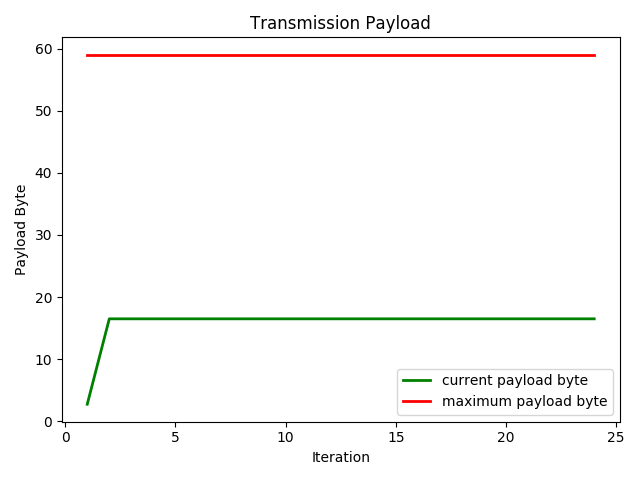 Transmission Payload
60
50
40
30
20
10
0
Payload Byte
current payload byte
maximum payload byte
0 5 10 15 20 25
Iteration